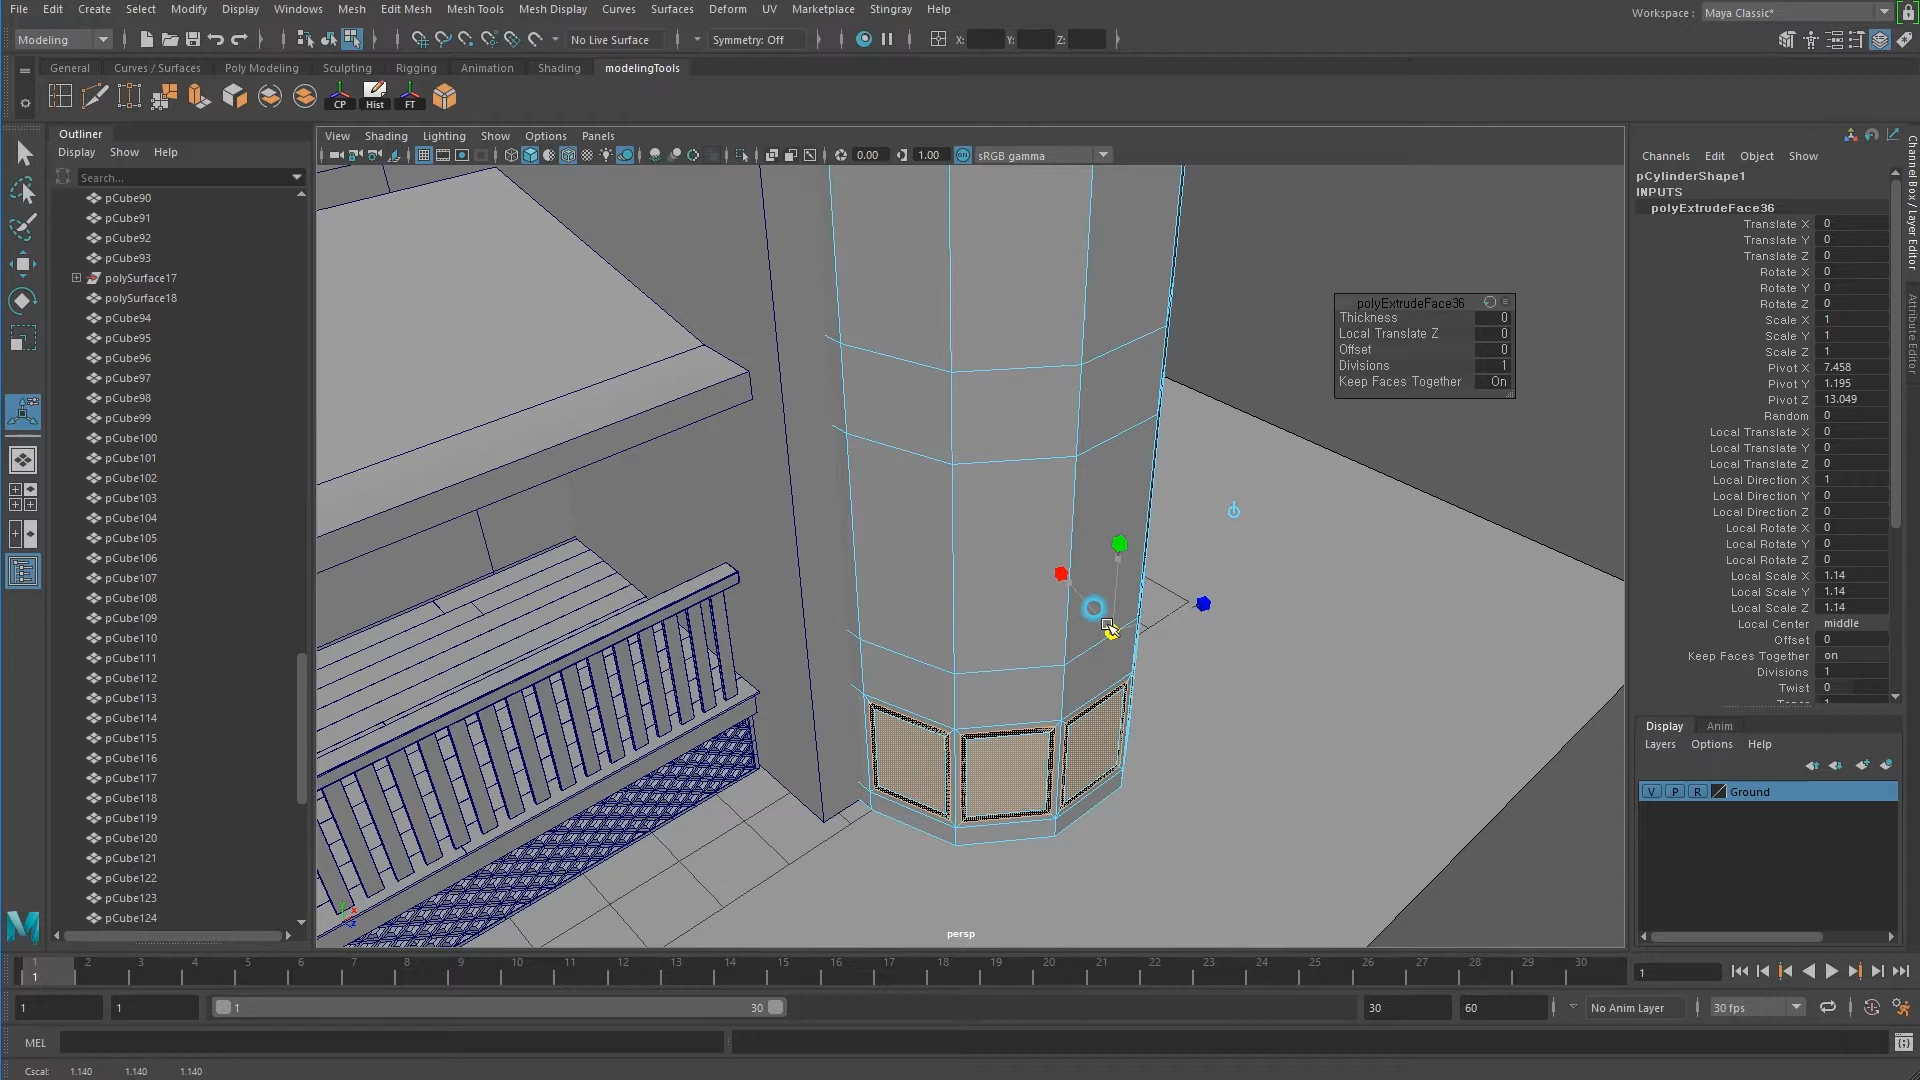 File Edit Create Select Modify Display Windows Mesh Edit Mesh Mesh Tools Mesh Display Curves Surfaces Deform UV Marketplace Stingray Help
Workspace : Maya Classic*
Modeling No Live Surface Symmetry: Off X: Y: Z:
General Curves / Surfaces Poly Modeling Sculpting Rigging Animation Shading modelingTools
CP Hist FT
Outliner
Display Show Help
Search...
pCube90
pCube91
pCube92
pCube93
polySurface17
polySurface18
pCube94
pCube95
pCube96
pCube97
pCube98
pCube99
pCube100
pCube101
pCube102
pCube103
pCube104
pCube105
pCube106
pCube107
pCube108
pCube109
pCube110
pCube111
pCube112
pCube113
pCube114
pCube115
pCube116
pCube117
pCube118
pCube119
pCube120
pCube121
pCube122
pCube123
pCube124
View Shading Lighting Show Options Panels
0.00 1.00 ON sRGB gamma
polyExtrudeFace36
Thickness 0
Local Translate Z 0
Offset 0
Divisions 1
Keep Faces Together On
persp
Channels Edit Object Show
pCylinderShape1
INPUTS
polyExtrudeFace36
Translate X 0
Translate Y 0
Translate Z 0
Rotate X 0
Rotate Y 0
Rotate Z 0
Scale X 1
Scale Y 1
Scale Z 1
Pivot X 7.458
Pivot Y 1.195
Pivot Z 13.049
Random 0
Local Translate X 0
Local Translate Y 0
Local Translate Z 0
Local Direction X 1
Local Direction Y 0
Local Direction Z 0
Local Rotate X 0
Local Rotate Y 0
Local Rotate Z 0
Local Scale X 1.14
Local Scale Y 1.14
Local Scale Z 1.14
Local Center middle
Offset 0
Keep Faces Together on
Divisions 1
Twist 0
Channel Box / Layer Editor
Attribute Editor
Display Anim
Layers Options Help
V P R Ground
1 2 3 4 5 6 7 8 9 10 11 12 13 14 15 16 17 18 19 20 21 22 23 24 25 26 27 28 29 30
1 1
1 1 1 30 30 60 No Anim Layer 30 fps
MEL
Cscal: 1.140 1.140 1.140